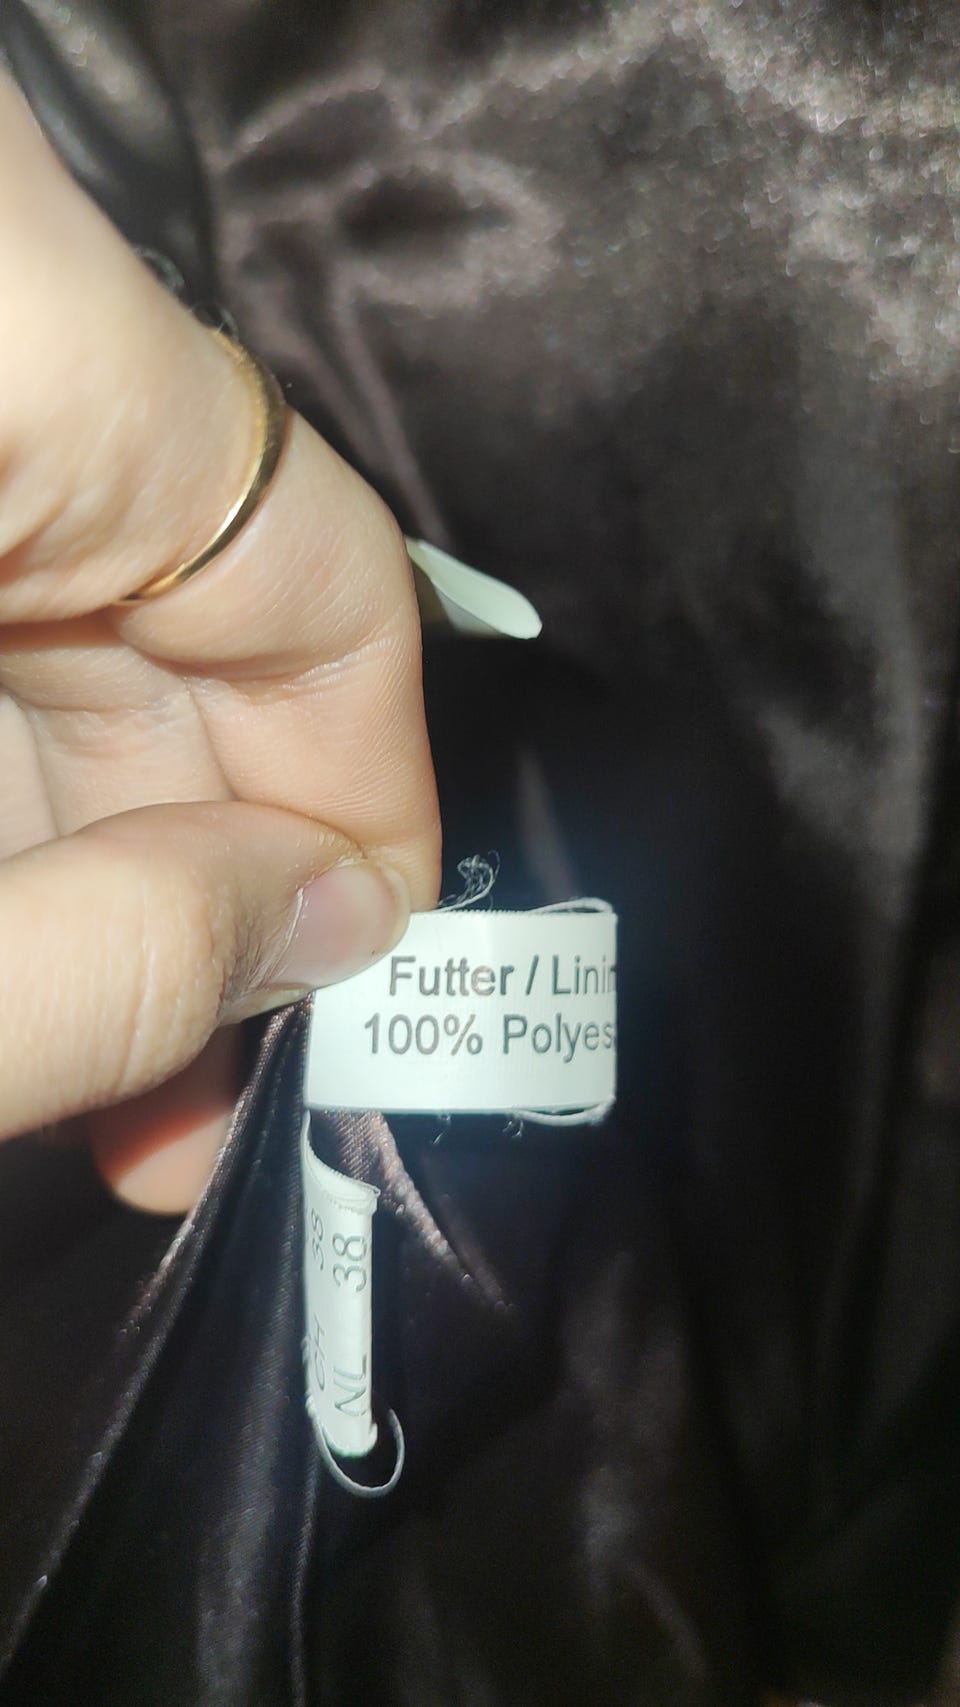 Futter / Linin
100% Polyes
CH 38
NL 38